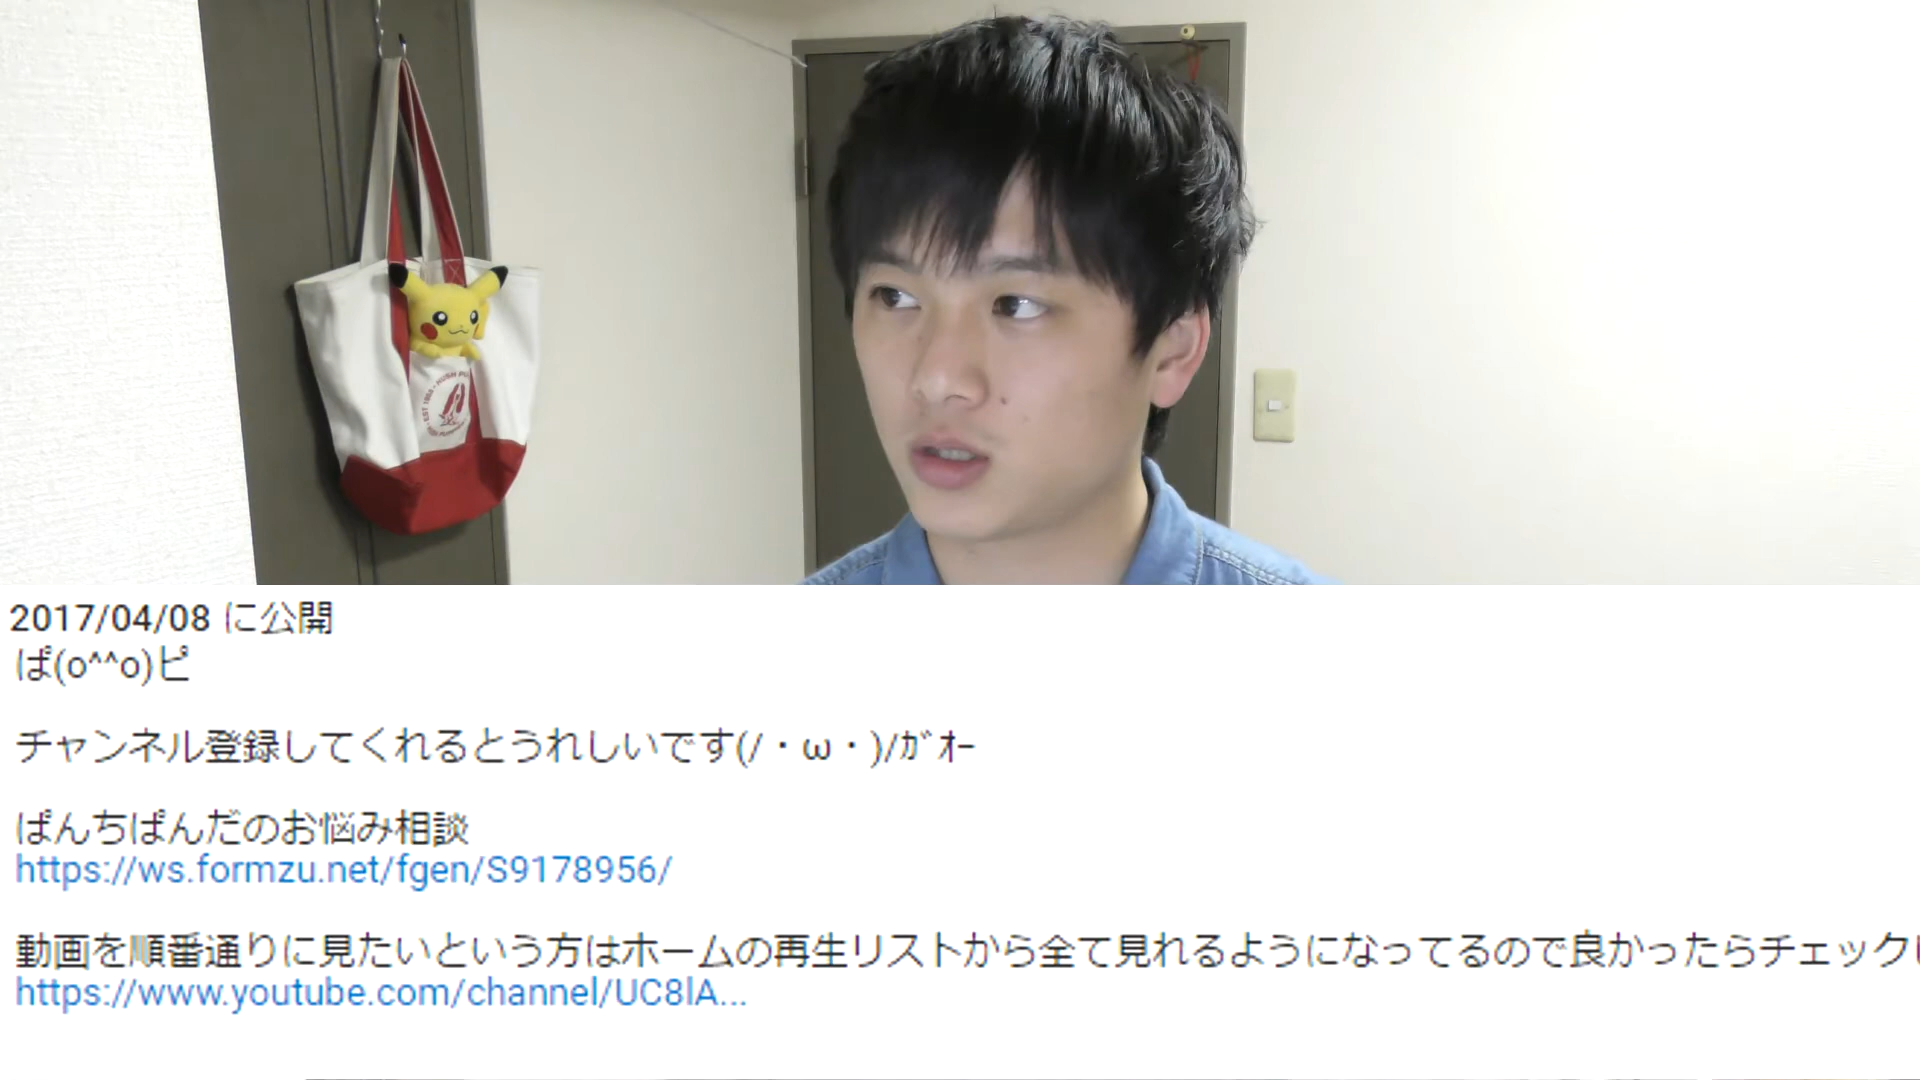 2017/04/08 に公開
ぱ(o^^o)ピ
チャンネル登録してくれるとうれしいです(/・ω・)/ｶﾞｵｰ
ぱんちぱんだのお悩み相談
https://ws.formzu.net/fgen/S9178956/
動画を順番通りに見たいという方はホームの再生リストから全て見れるようになってるので良かったらチェック
https://www.youtube.com/channel/UC8lA...